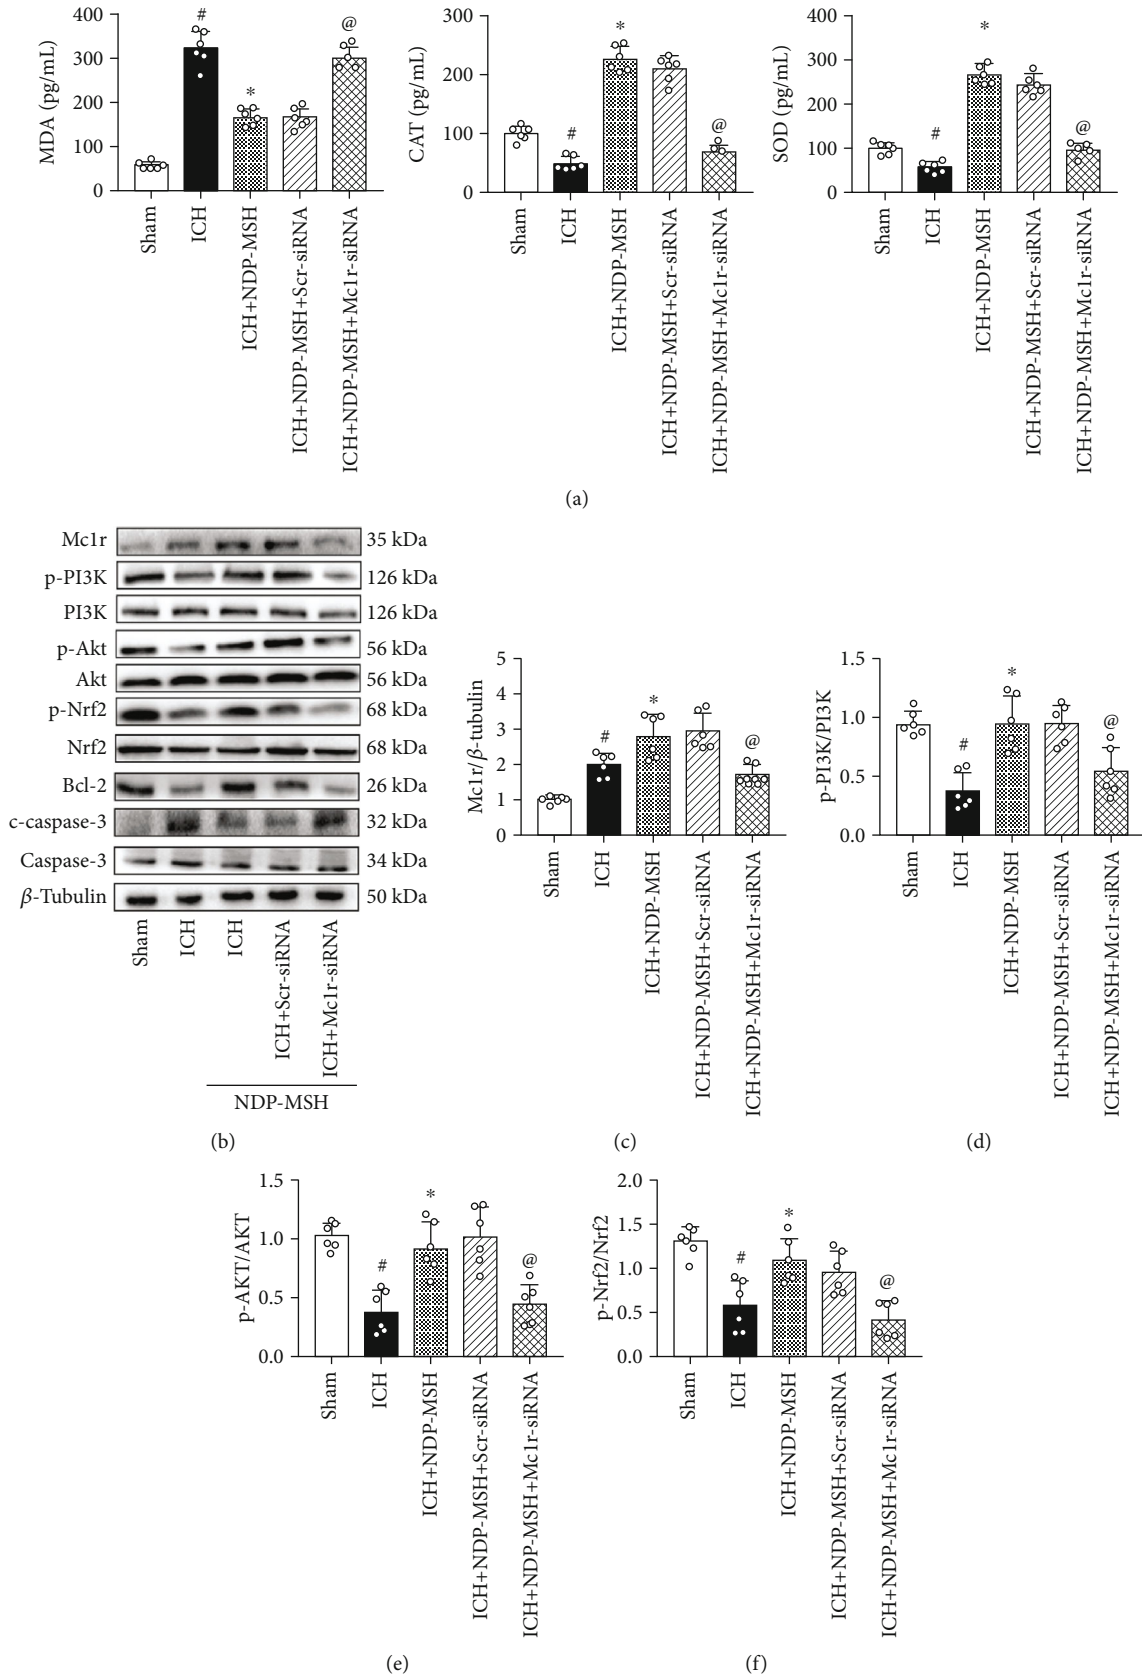 MDA (pg/mL)
400
300
200
100
0
#
*
@
Sham
ICH
ICH+NDP-MSH
ICH+NDP-MSH+Scr-siRNA
ICH+NDP-MSH+Mc1r-siRNA
CAT (pg/mL)
300
200
100
0
#
*
@
Sham
ICH
ICH+NDP-MSH
ICH+NDP-MSH+Scr-siRNA
ICH+NDP-MSH+Mc1r-siRNA
SOD (pg/mL)
400
300
200
100
0
#
*
@
Sham
ICH
ICH+NDP-MSH
ICH+NDP-MSH+Scr-siRNA
ICH+NDP-MSH+Mc1r-siRNA
(a)
Mc1r 35 kDa
p-PI3K 126 kDa
PI3K 126 kDa
p-Akt 56 kDa
Akt 56 kDa
p-Nrf2 68 kDa
Nrf2 68 kDa
Bcl-2 26 kDa
c-caspase-3 32 kDa
Caspase-3 34 kDa
β-Tubulin 50 kDa
Sham
ICH
ICH
ICH+Scr-siRNA
ICH+Mc1r-siRNA
NDP-MSH
(b)
Mc1r/β-tubulin
5
4
3
2
1
0
#
*
@
Sham
ICH
ICH+NDP-MSH
ICH+NDP-MSH+Scr-siRNA
ICH+NDP-MSH+Mc1r-siRNA
(c)
p-PI3K/PI3K
1.5
1.0
0.5
0.0
#
*
@
Sham
ICH
ICH+NDP-MSH
ICH+NDP-MSH+Scr-siRNA
ICH+NDP-MSH+Mc1r-siRNA
(d)
p-AKT/AKT
1.5
1.0
0.5
0.0
#
*
@
Sham
ICH
ICH+NDP-MSH
ICH+NDP-MSH+Scr-siRNA
ICH+NDP-MSH+Mc1r-siRNA
(e)
p-Nrf2/Nrf2
2.0
1.5
1.0
0.5
0.0
#
*
@
Sham
ICH
ICH+NDP-MSH
ICH+NDP-MSH+Scr-siRNA
ICH+NDP-MSH+Mc1r-siRNA
(f)